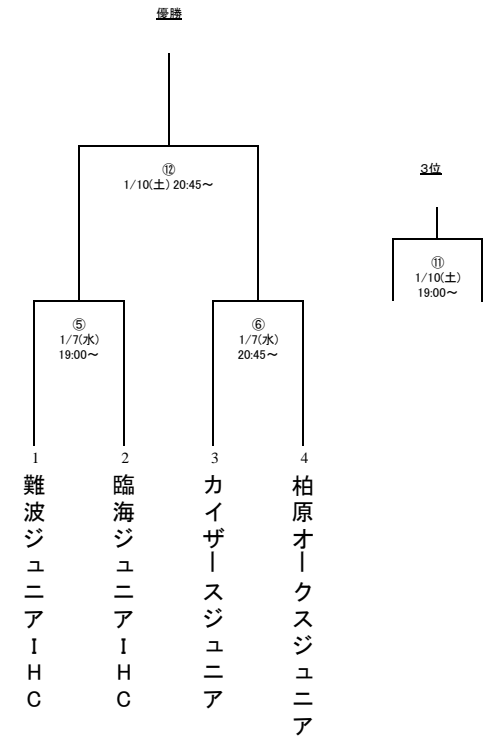 優勝
⑫
1/10(土) 20:45～
3位
⑪
1/10(土)
19:00～
⑤
1/7(水)
19:00～
⑥
1/7(水)
20:45～
1
2
3
4
難波ジュニアＩＨＣ
臨海ジュニアＩＨＣ
カイザースジュニア
柏原オークスジュニア